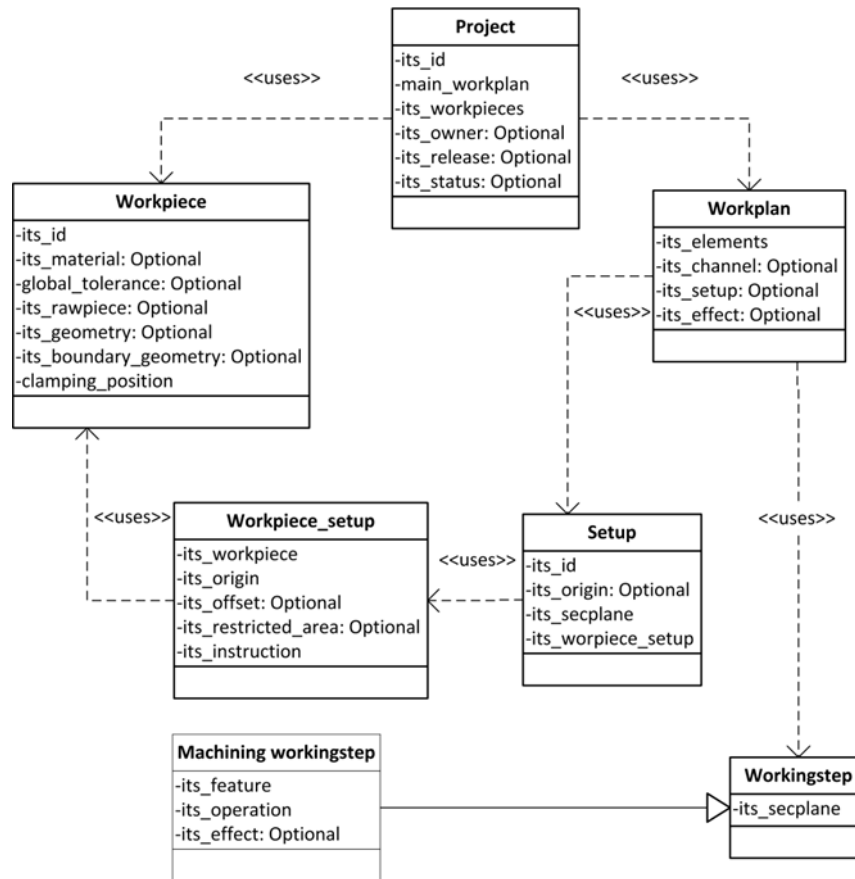 Project
-its_id
-main_workplan
-its_workpieces
-its_owner: Optional
-its_release: Optional
-its_status: Optional
<<uses>>
<<uses>>
Workpiece
-its_id
-its_material: Optional
-global_tolerance: Optional
-its_rawpiece: Optional
-its_geometry: Optional
-its_boundary_geometry: Optional
-clamping_position
Workplan
-its_elements
-its_channel: Optional
-its_setup: Optional
-its_effect: Optional
<<uses>>
<<uses>>
Workpiece_setup
-its_workpiece
-its_origin
-its_offset: Optional
-its_restricted_area: Optional
-its_instruction
<<uses>>
Setup
-its_id
-its_origin: Optional
-its_secplane
-its_worpiece_setup
<<uses>>
Machining workingstep
-its_feature
-its_operation
-its_effect: Optional
Workingstep
-its_secplane